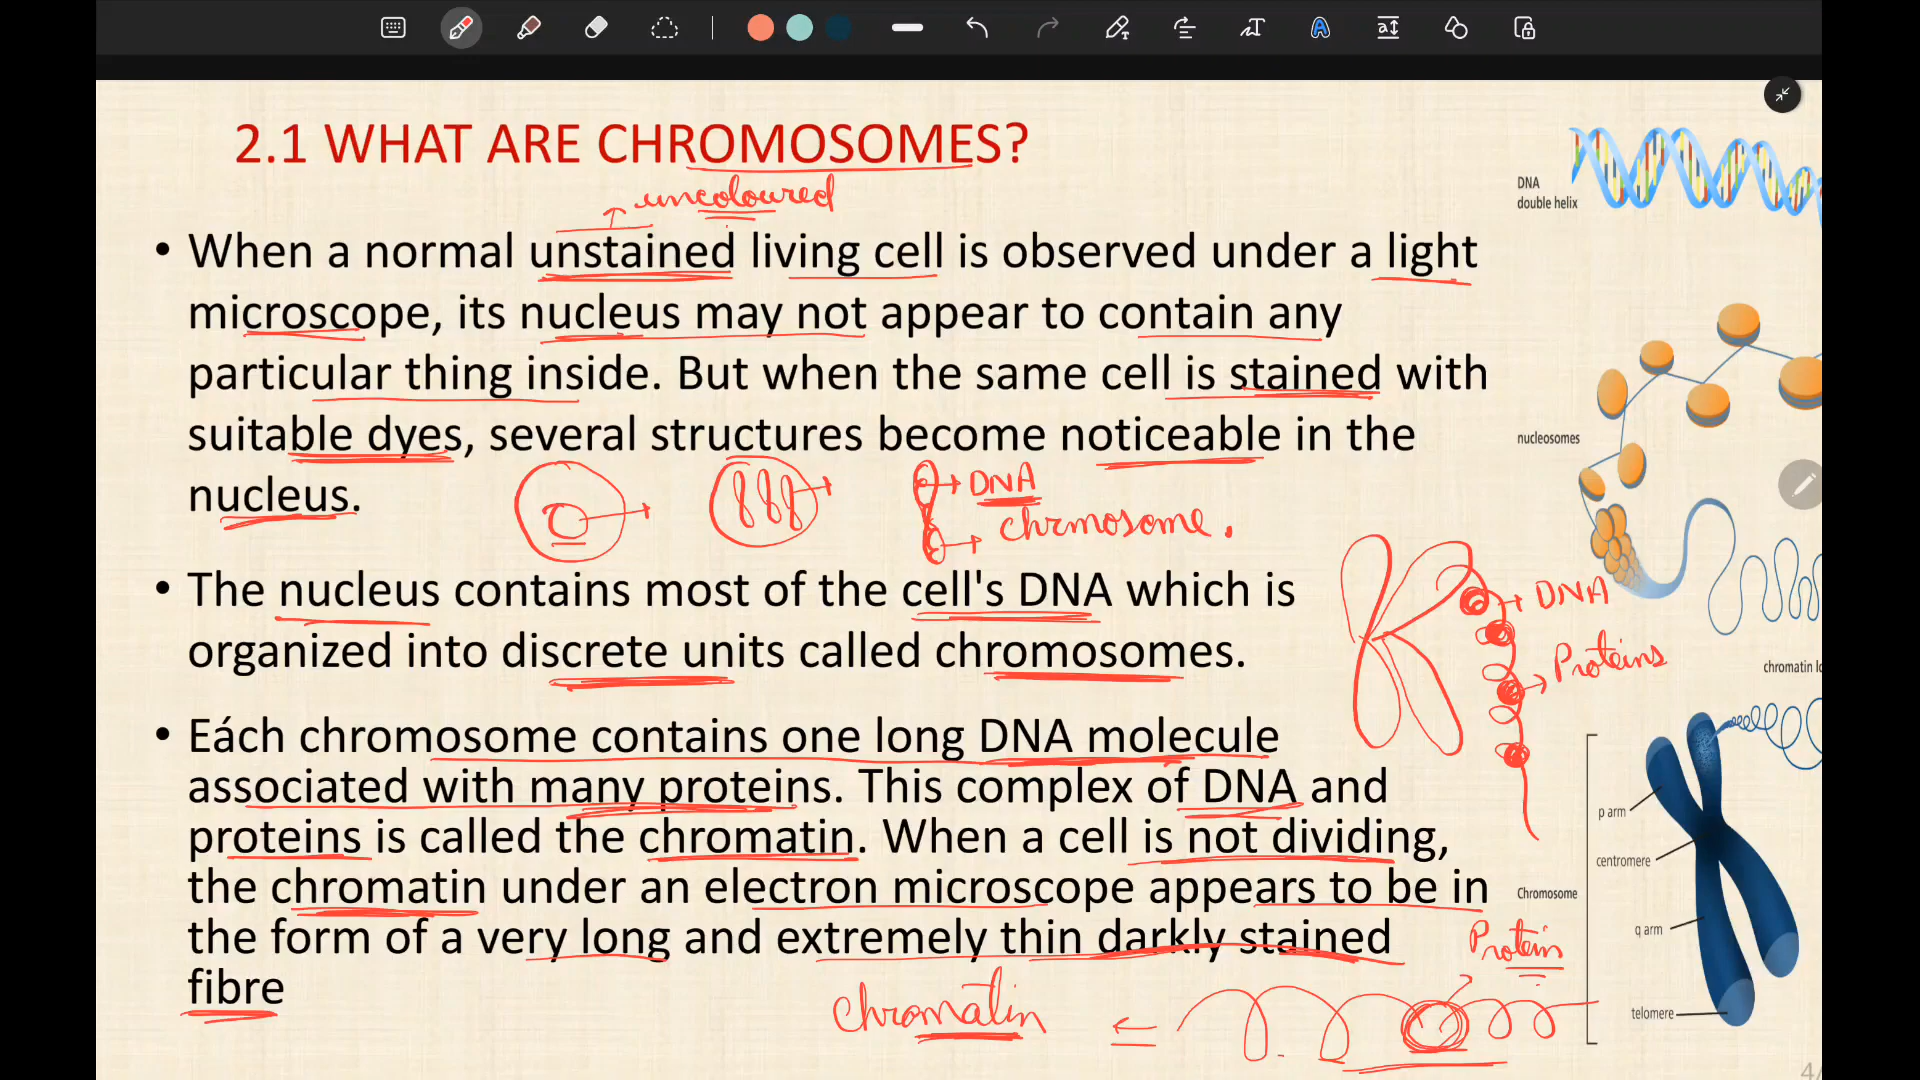 2.1 WHAT ARE CHROMOSOMES?
uncoloured
• When a normal unstained living cell is observed under a light
microscope, its nucleus may not appear to contain any
particular thing inside. But when the same cell is stained with
suitable dyes, several structures become noticeable in the
nucleus.
DNA
chrmosome.
• The nucleus contains most of the cell's DNA which is
organized into discrete units called chromosomes.
• Eách chromosome contains one long DNA molecule
associated with many proteins. This complex of DNA and
proteins is called the chromatin. When a cell is not dividing,
the chromatin under an electron microscope appears to be in
the form of a very long and extremely thin darkly stained
fibre
chromatin
Protein
DNA
Proteins
DNA
double helix
nucleosomes
chromatin lo
p arm
centromere
Chromosome
q arm
telomere
4/